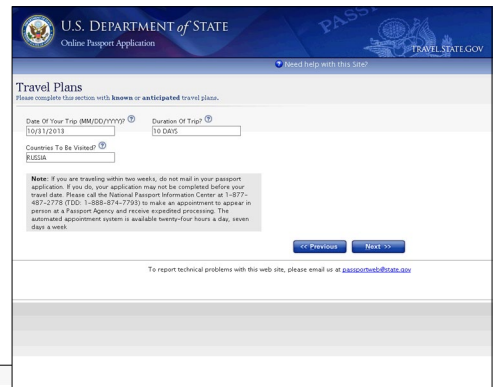 U.S. DEPARTMENT of STATE
Online Passport Application
PASS
TRAVEL.STATE.GOV
Need help with this Site?
Travel Plans
Please complete this section with known or anticipated travel plans.
Date Of Your Trip (MM/DD/YYYY)? Duration Of Trip?
10/31/2013 10 DAYS
Countries To Be Visited?
RUSSIA
Note: If you are traveling within two weeks, do not mail in your passport
application. If you do, your application may not be completed before your
travel date. Please call the National Passport Information Center at 1-877-
487-2778 (TDD: 1-888-874-7793) to make an appointment to appear in
person at a Passport Agency and receive expedited processing. The
automated appointment system is available twenty-four hours a day, seven
days a week
<< Previous Next >>
To report technical problems with this web site, please email us at passportweb@state.gov